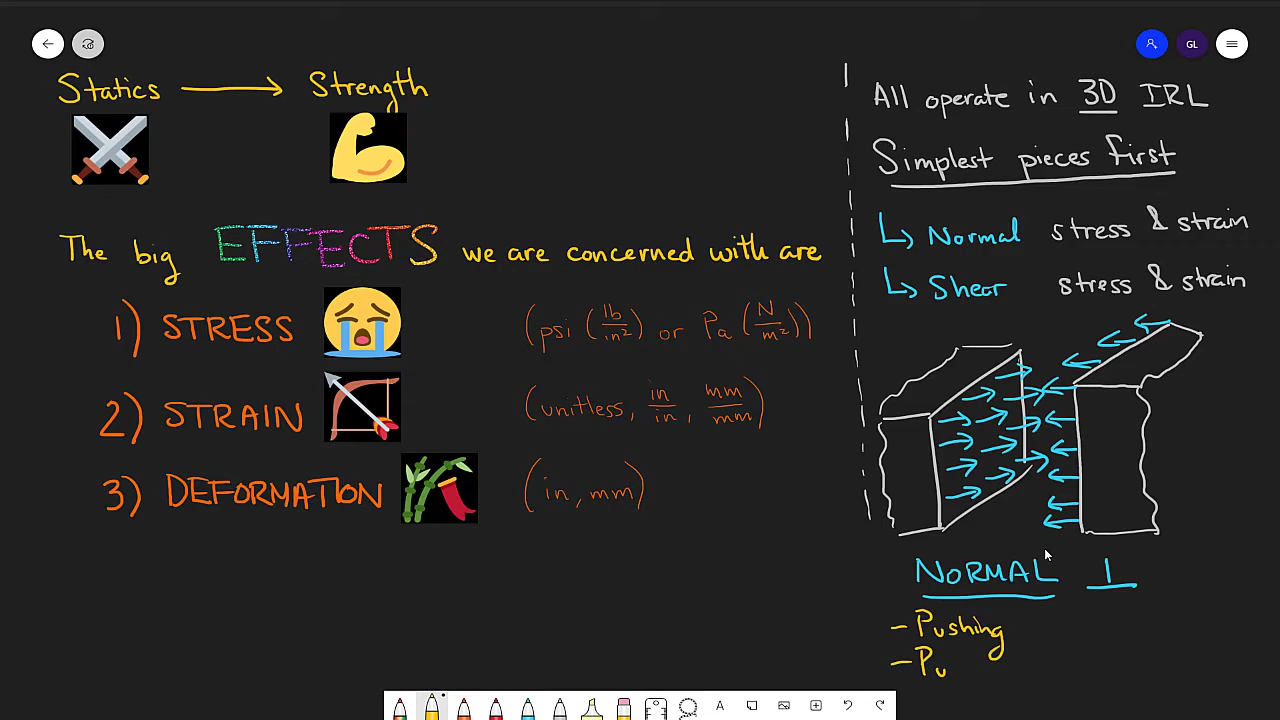 GL
Statics → Strength
The big EFFECTS we are concerned with are
1) STRESS (psi (lb/in²) or Pa (N/m²))
2) STRAIN (unitless, in/in, mm/mm)
3) DEFORMATION (in, mm)
All operate in 3D IRL
Simplest pieces first
↳ Normal stress & strain
↳ Shear stress & strain
NORMAL ⊥
- Pushing
- Pu
A